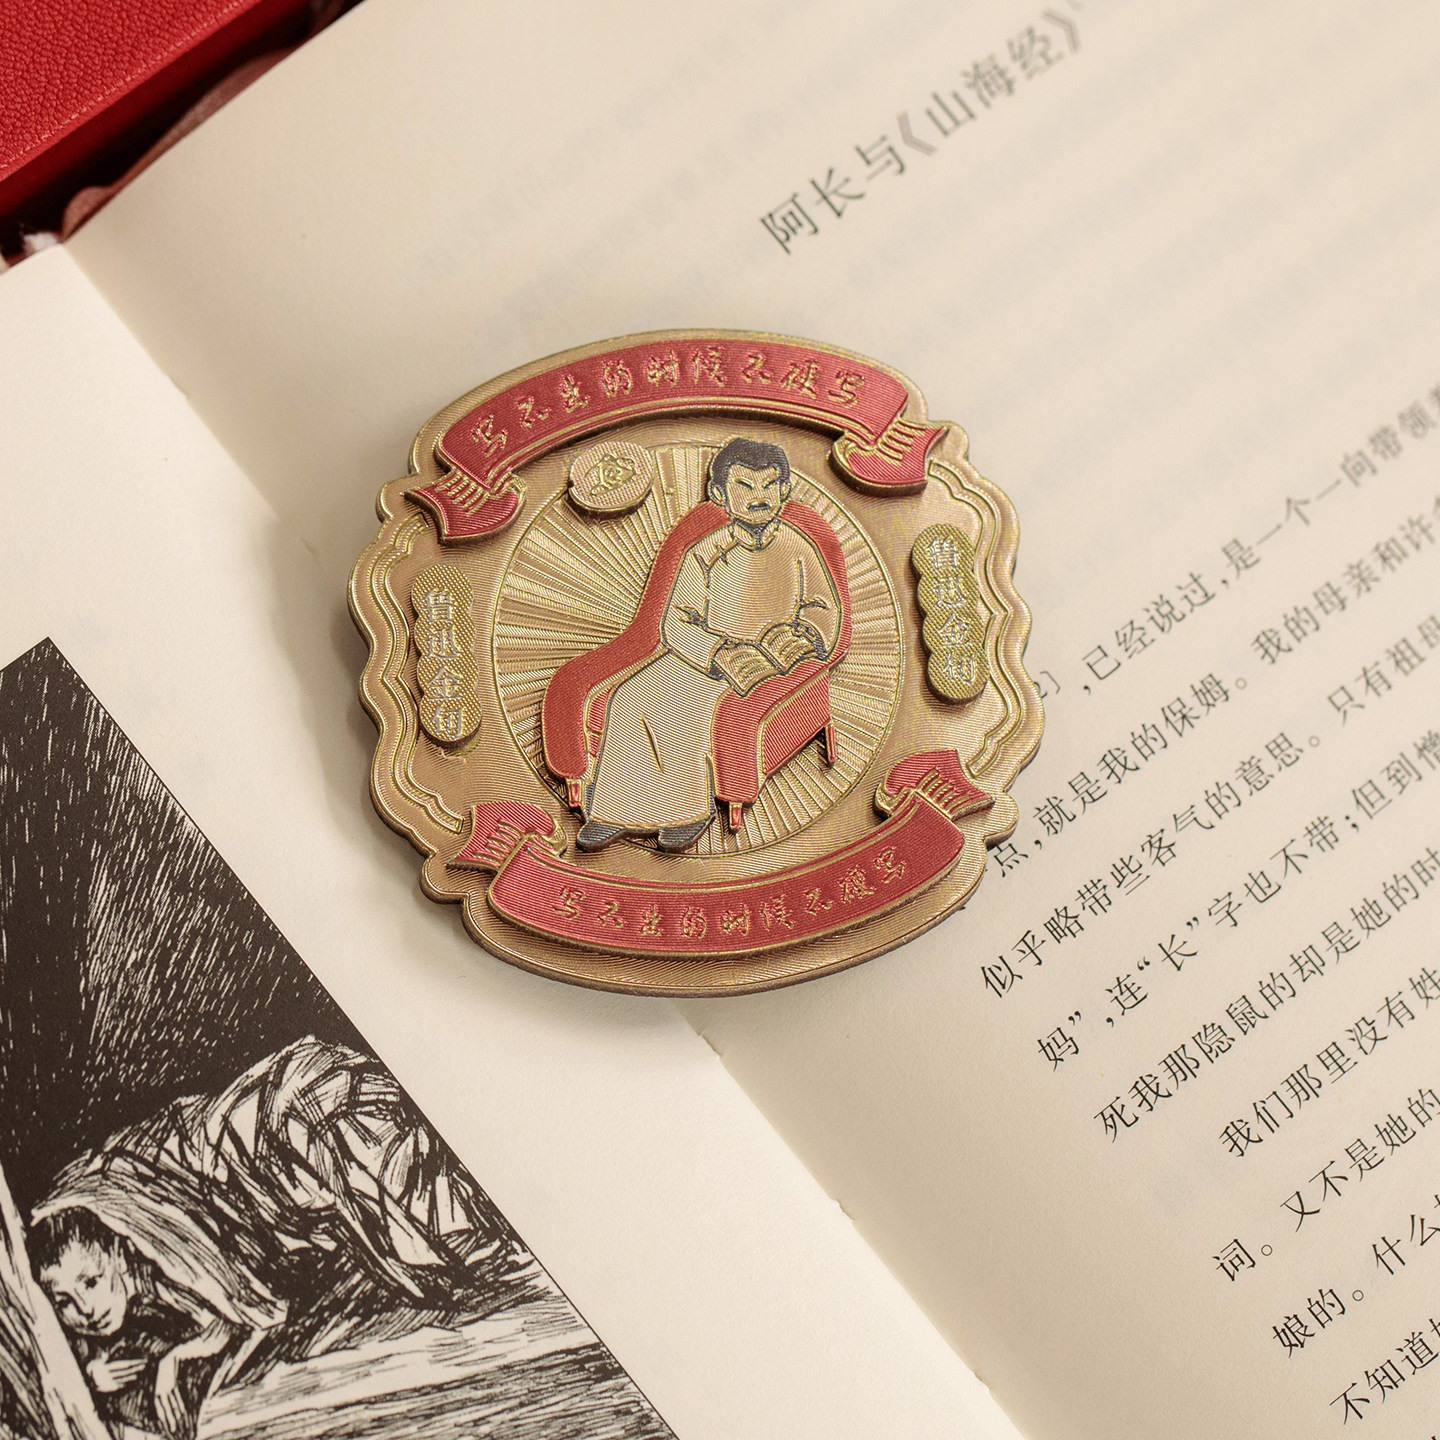 阿长与《山海经》
写不出的时候不硬写
鲁迅金句
鲁迅金句
写不出的时候不硬写
2〕,已经说过,是一个一向带领着
点,就是我的保姆。我的母亲和许
似乎略带些客气的意思。只有祖母
妈”,连“长”字也不带;但到憎
死我那隐鼠的却是她的时
我们那里没有姓
词。又不是她的
娘的。什么
不知道